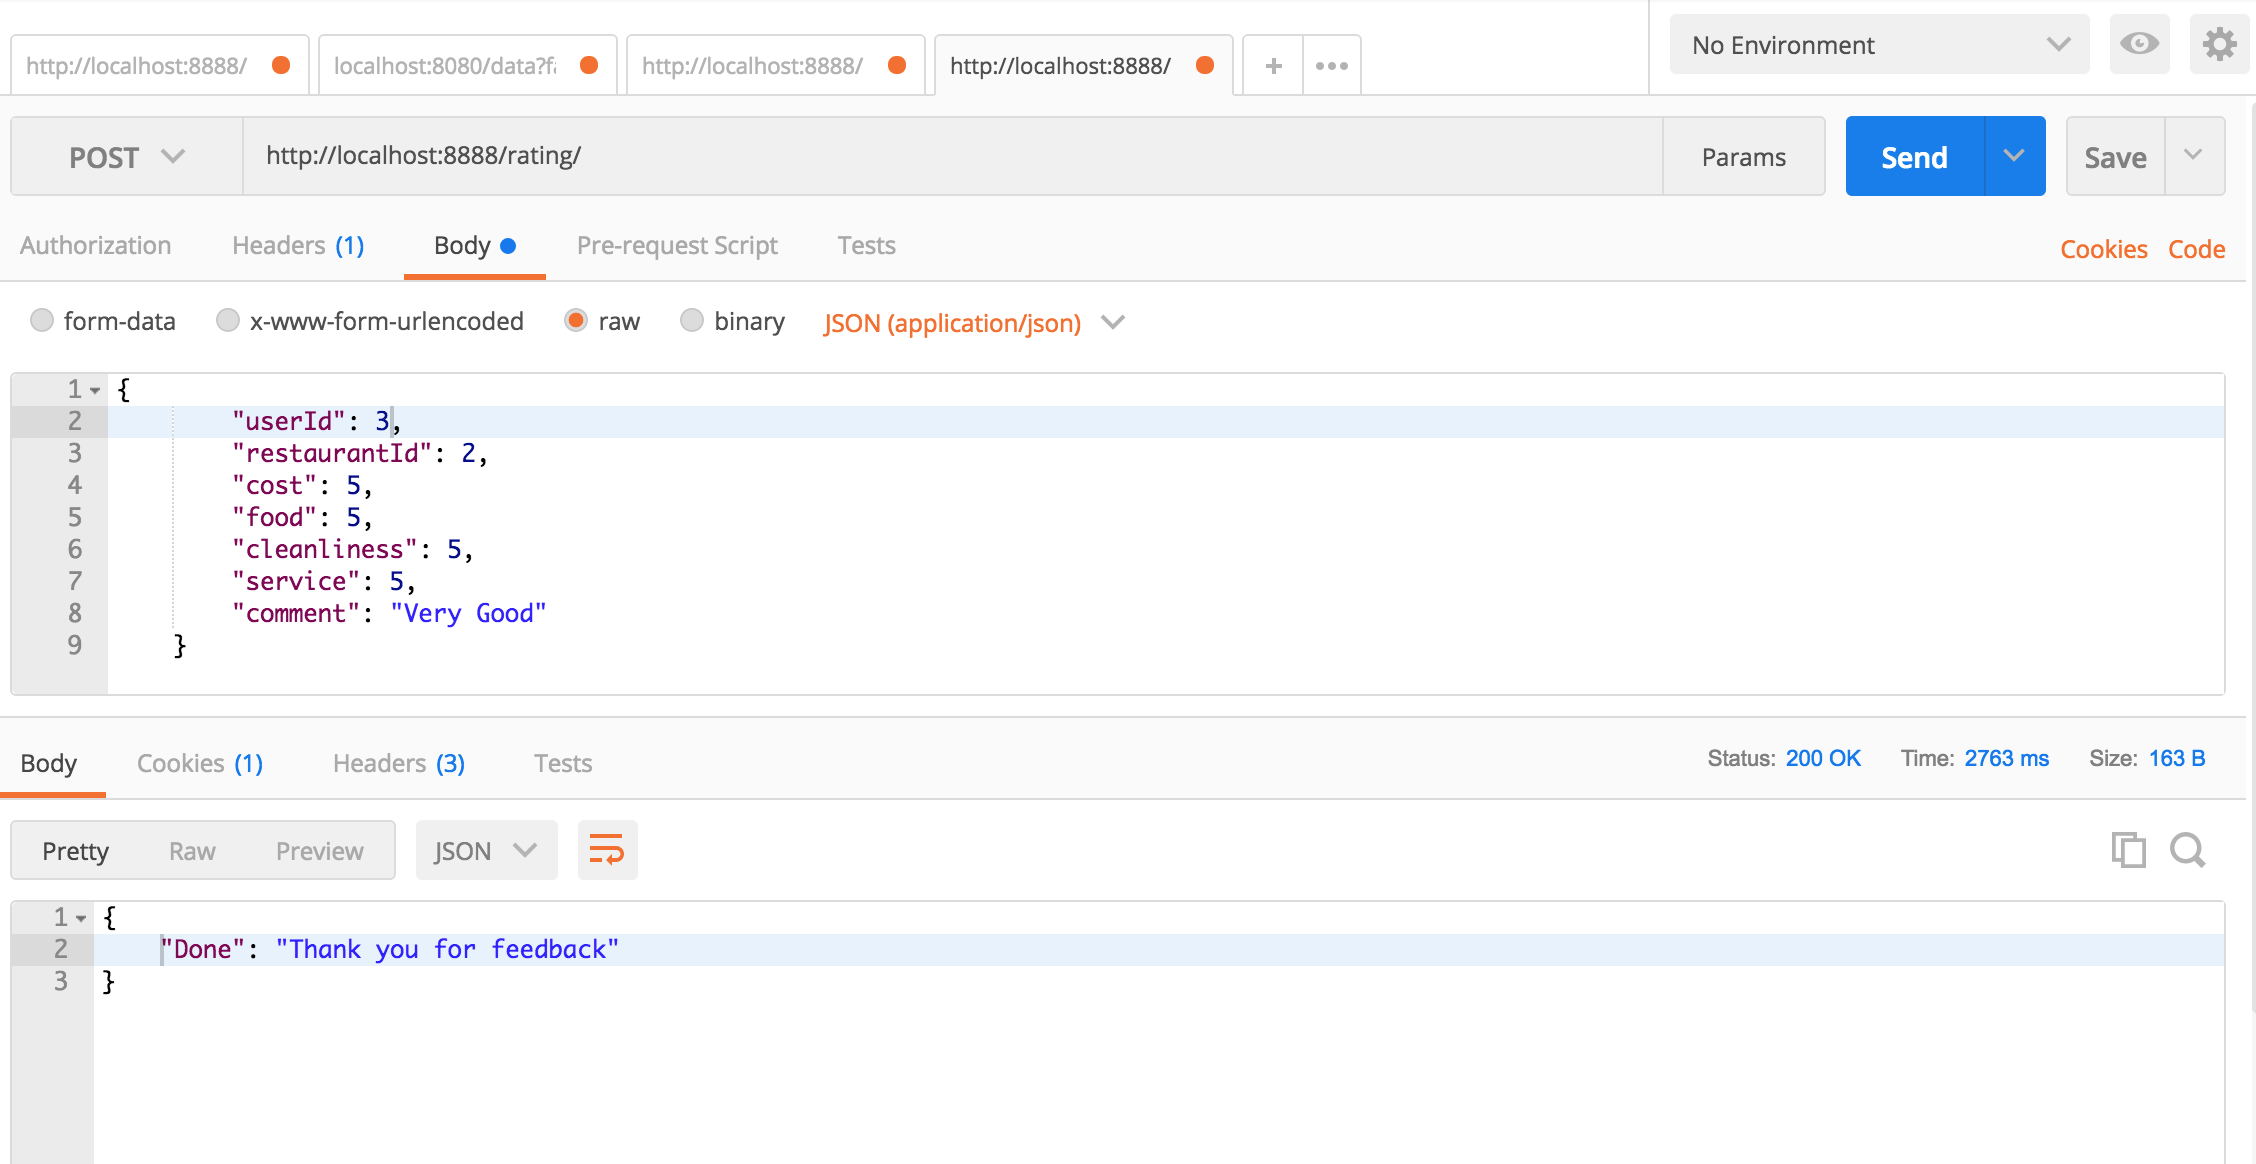 http://localhost:8888/ localhost:8080/data?fa http://localhost:8888/ http://localhost:8888/ + ••• No Environment
POST http://localhost:8888/rating/ Params Send Save
Authorization Headers (1) Body Pre-request Script Tests Cookies Code
form-data x-www-form-urlencoded raw binary JSON (application/json)
1 {
2 "userId": 3,
3 "restaurantId": 2,
4 "cost": 5,
5 "food": 5,
6 "cleanliness": 5,
7 "service": 5,
8 "comment": "Very Good"
9 }
Body Cookies (1) Headers (3) Tests Status: 200 OK Time: 2763 ms Size: 163 B
Pretty Raw Preview JSON
1 {
2 "Done": "Thank you for feedback"
3 }